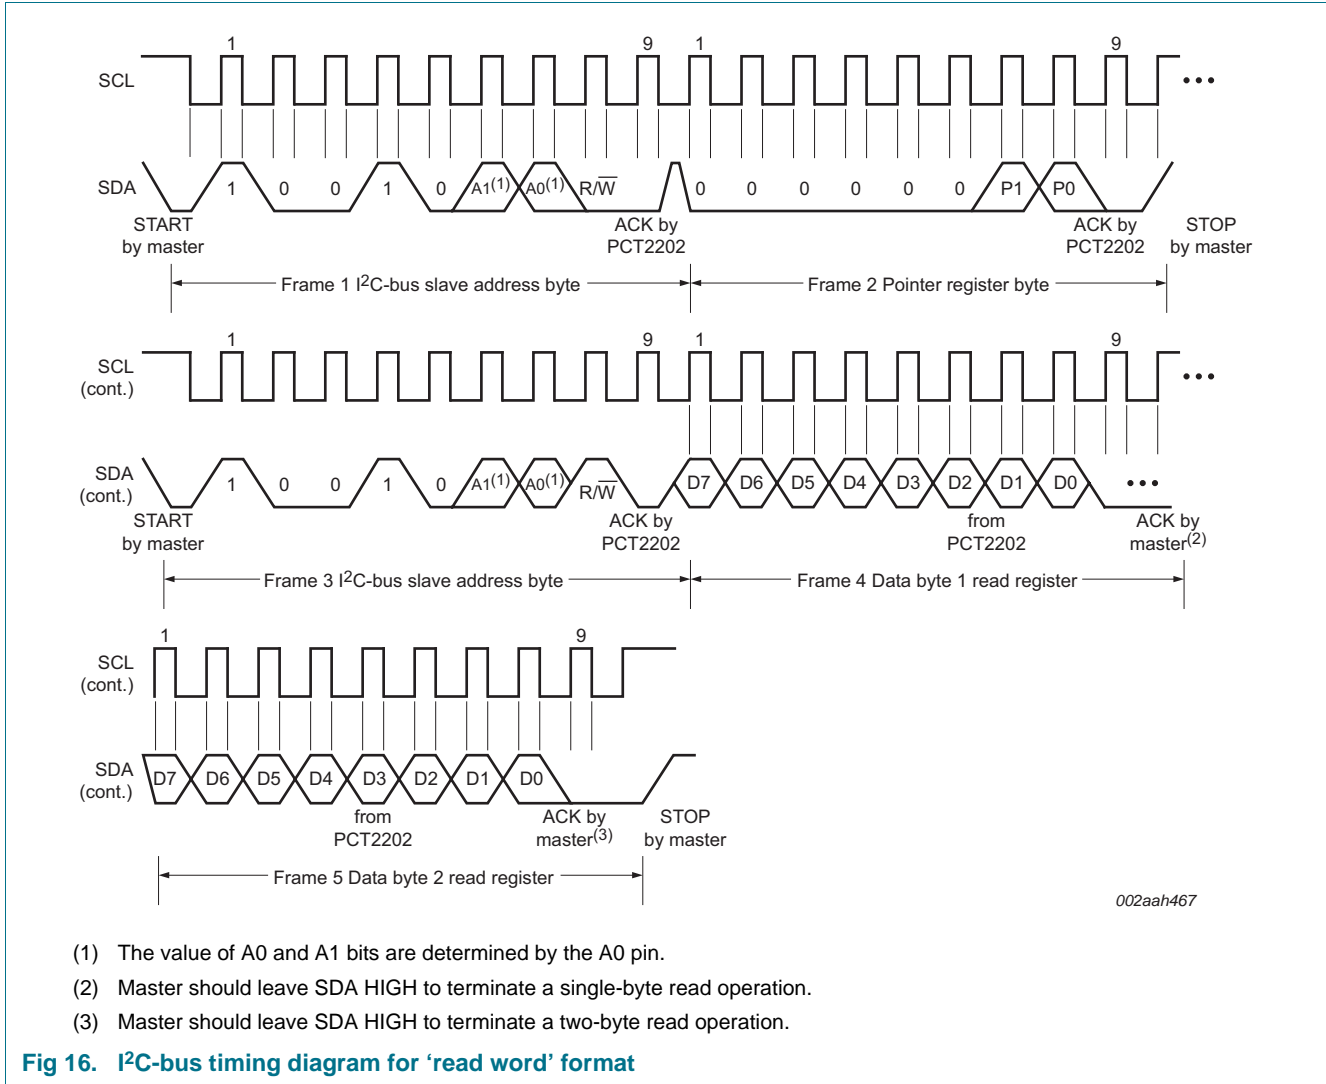 1 9 1 9
SCL
SDA 1 0 0 1 0 A1(1) A0(1) R/W̅ 0 0 0 0 0 0 P1 P0
START by master
ACK by PCT2202
ACK by PCT2202
STOP by master
Frame 1 I2C-bus slave address byte
Frame 2 Pointer register byte
1 9 1 9
SCL (cont.)
SDA (cont.) 1 0 0 1 0 A1(1) A0(1) R/W̅ D7 D6 D5 D4 D3 D2 D1 D0
START by master
ACK by PCT2202
from PCT2202
ACK by master(2)
Frame 3 I2C-bus slave address byte
Frame 4 Data byte 1 read register
1 9
SCL (cont.)
SDA (cont.) D7 D6 D5 D4 D3 D2 D1 D0
from PCT2202
ACK by master(3)
STOP by master
Frame 5 Data byte 2 read register
002aah467
(1) The value of A0 and A1 bits are determined by the A0 pin.
(2) Master should leave SDA HIGH to terminate a single-byte read operation.
(3) Master should leave SDA HIGH to terminate a two-byte read operation.
Fig 16. I2C-bus timing diagram for ‘read word’ format